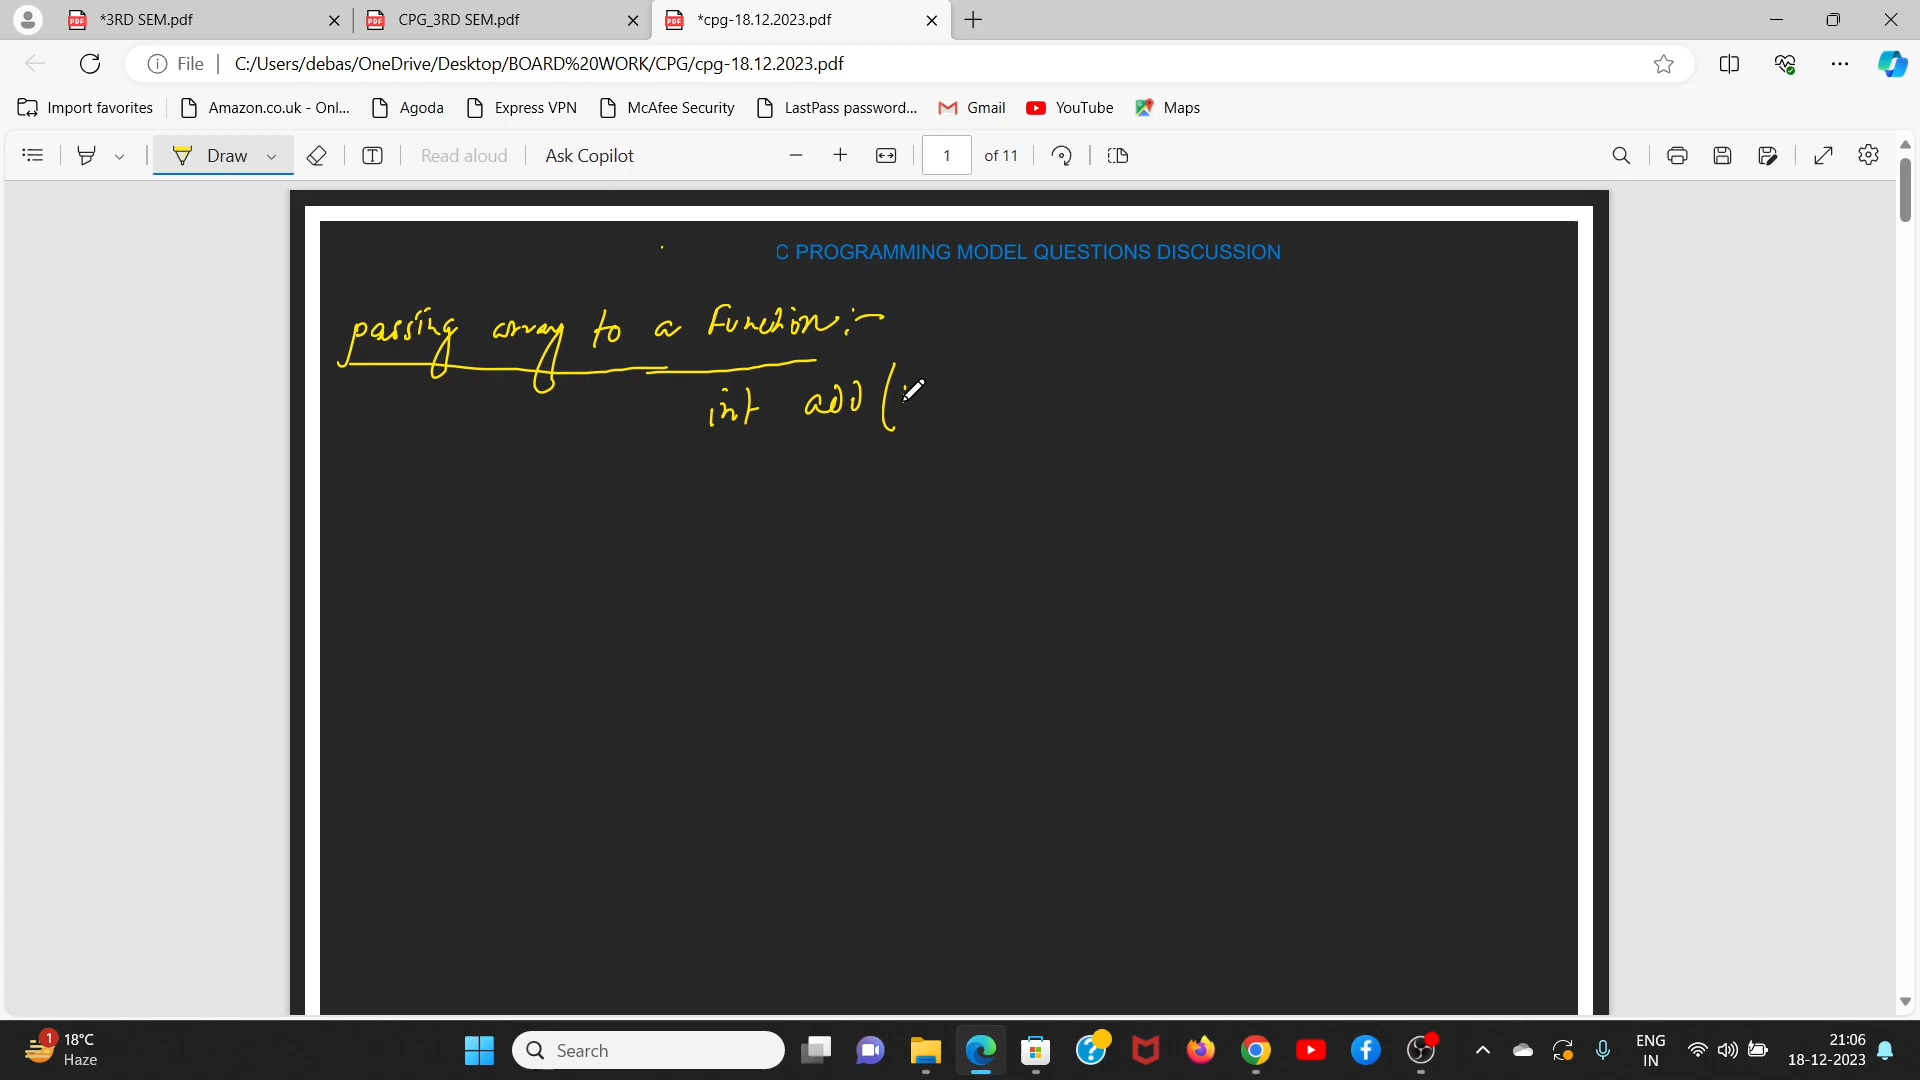 *3RD SEM.pdf
CPG_3RD SEM.pdf
*cpg-18.12.2023.pdf
File
C:/Users/debas/OneDrive/Desktop/BOARD%20WORK/CPG/cpg-18.12.2023.pdf
Import favorites
Amazon.co.uk - Onl...
Agoda
Express VPN
McAfee Security
LastPass password...
Gmail
YouTube
Maps
Draw
Read aloud
Ask Copilot
1
of 11
C PROGRAMMING MODEL QUESTIONS DISCUSSION
passing array to a function:-
int add (
1
18°C
Haze
Search
ENG
IN
21:06
18-12-2023